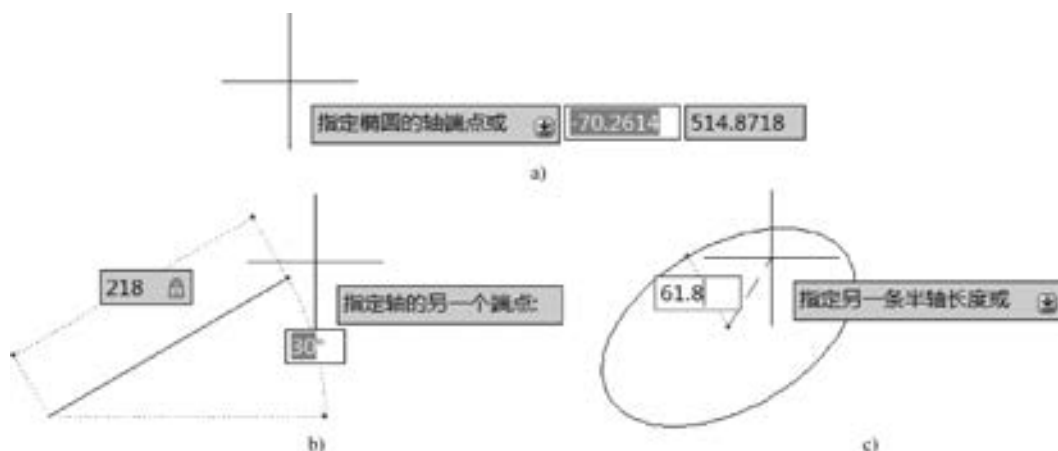 指定椭圆的轴端点或 -70.2614 514.8718
a)
218
指定轴的另一个端点:
30°
b)
61.8
指定另一条半轴长度或
c)